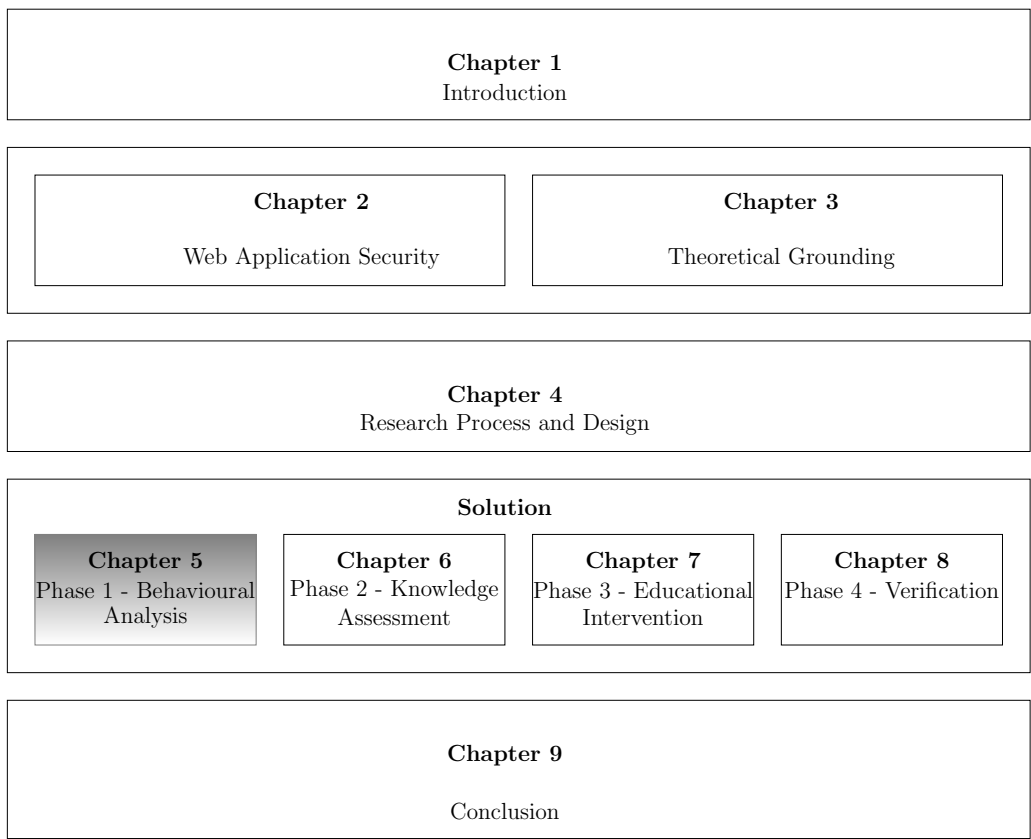 Chapter 1
Introduction
Chapter 2
Web Application Security
Chapter 3
Theoretical Grounding
Chapter 4
Research Process and Design
Solution
Chapter 5
Phase 1 - Behavioural
Analysis
Chapter 6
Phase 2 - Knowledge
Assessment
Chapter 7
Phase 3 - Educational
Intervention
Chapter 8
Phase 4 - Verification
Chapter 9
Conclusion